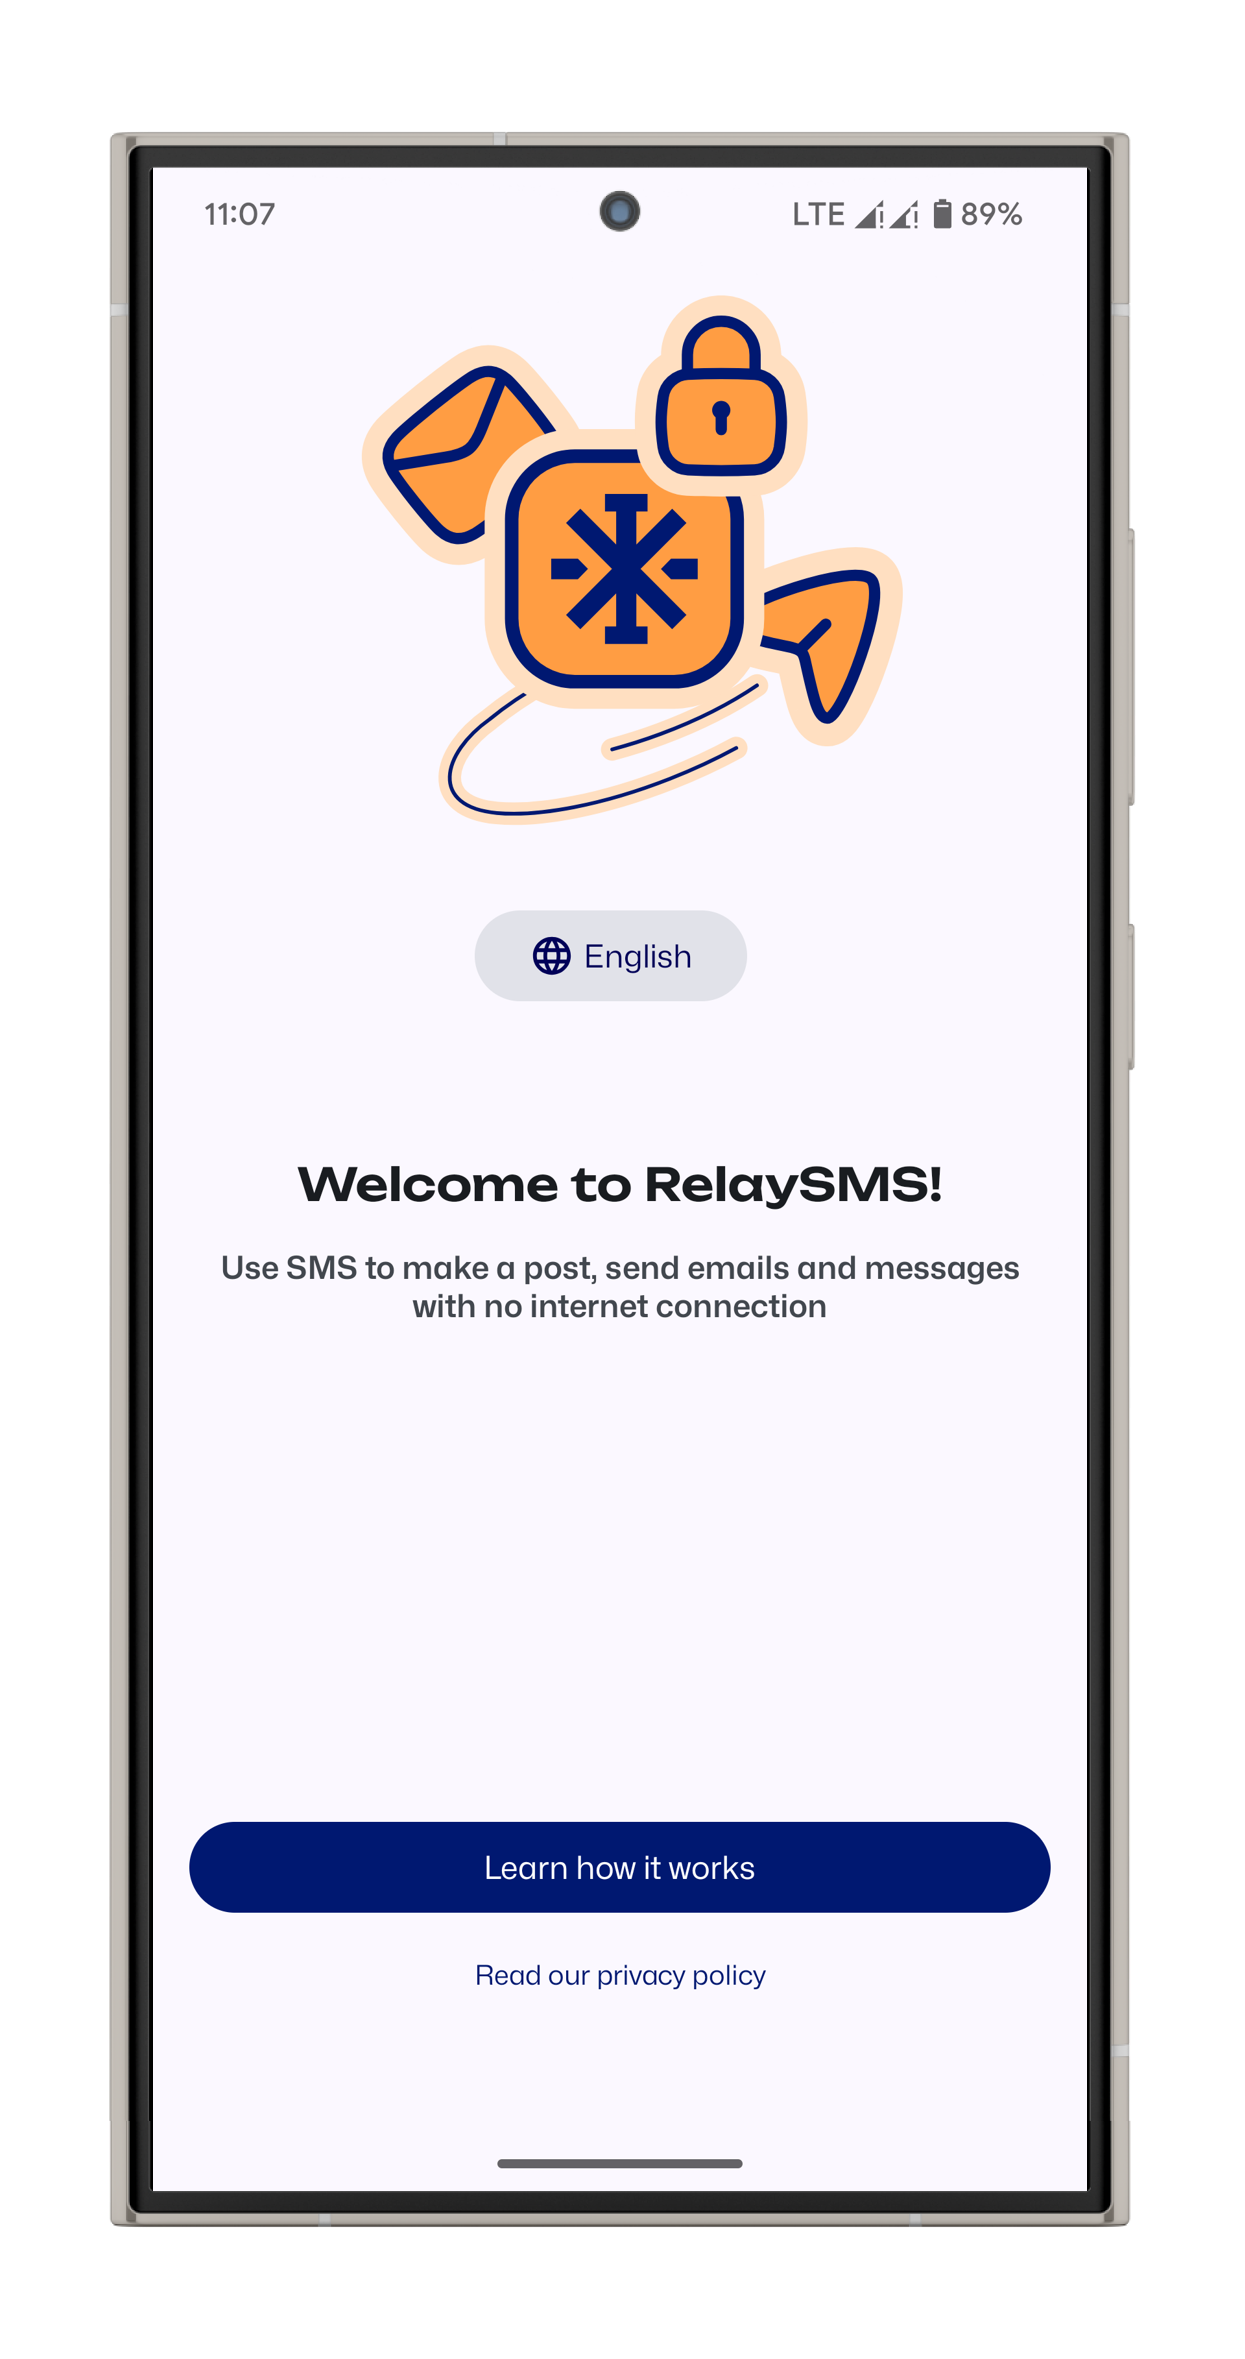 11:07
LTE 89%
English
Welcome to RelaySMS!
Use SMS to make a post, send emails and messages
with no internet connection
Learn how it works
Read our privacy policy